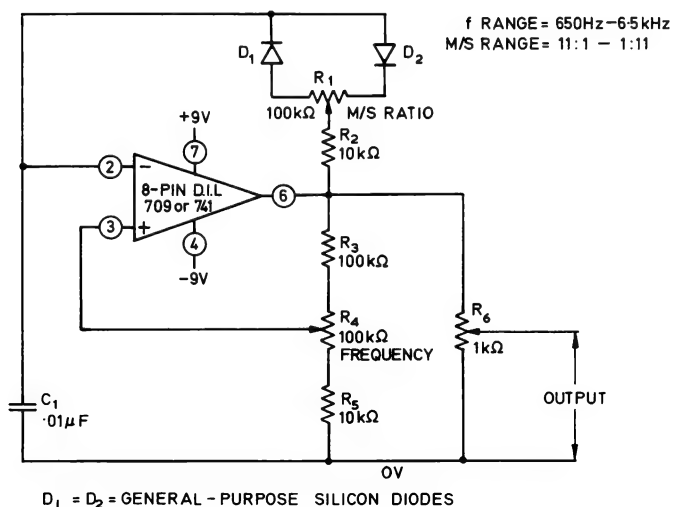 f RANGE = 650Hz-6·5kHz
M/S RANGE = 11:1 - 1:11
D1
D2
R1
100kΩ
M/S RATIO
R2
10kΩ
+9V
7
2
-
8-PIN D.I.L
709 or 741
6
3
+
4
-9V
R3
100kΩ
R4
100kΩ
FREQUENCY
R6
1kΩ
R5
10kΩ
C1
·01μF
OUTPUT
0V
D1 = D2 = GENERAL-PURPOSE SILICON DIODES